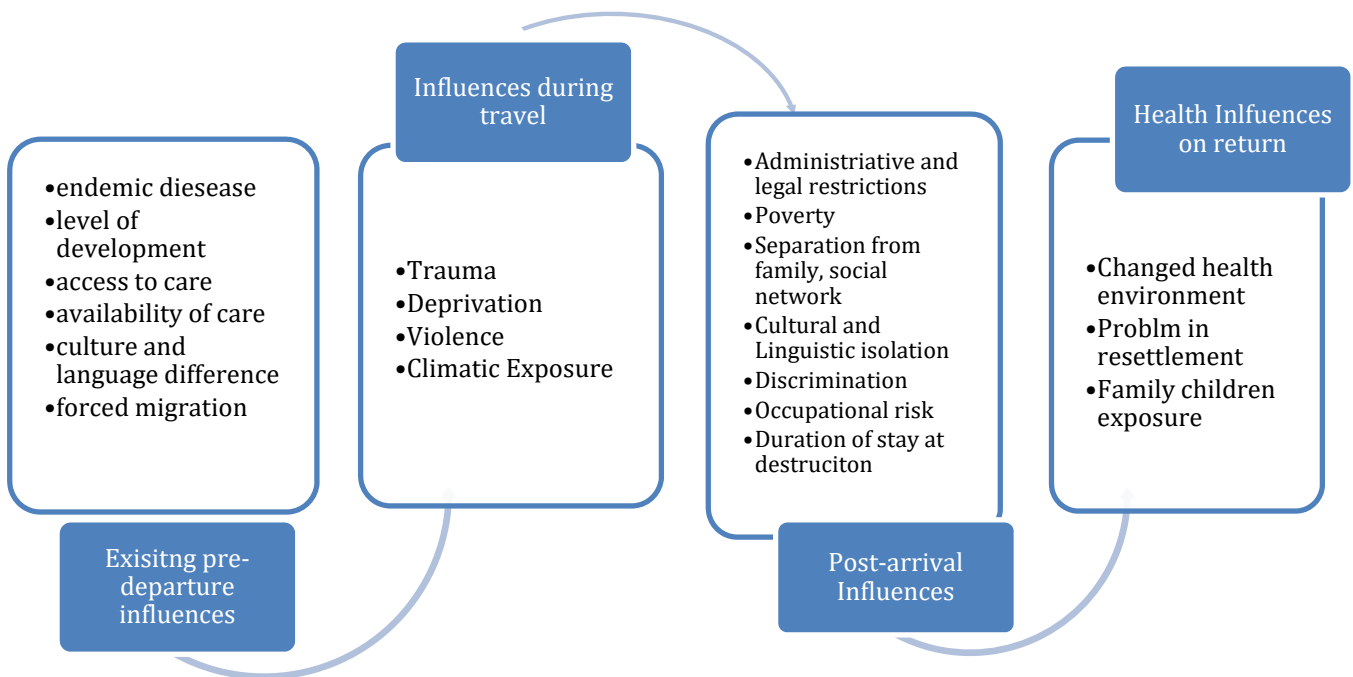 •endemic diesease
•level of
development
•access to care
•availability of care
•culture and
language difference
•forced migration
Exisitng pre-
departure
influences
Influences during
travel
•Trauma
•Deprivation
•Violence
•Climatic Exposure
•Administriative and
legal restrictions
•Poverty
•Separation from
family, social
network
•Cultural and
Linguistic isolation
•Discrimination
•Occupational risk
•Duration of stay at
destruciton
Post-arrival
Influences
Health Inlfuences
on return
•Changed health
environment
•Problm in
resettlement
•Family children
exposure